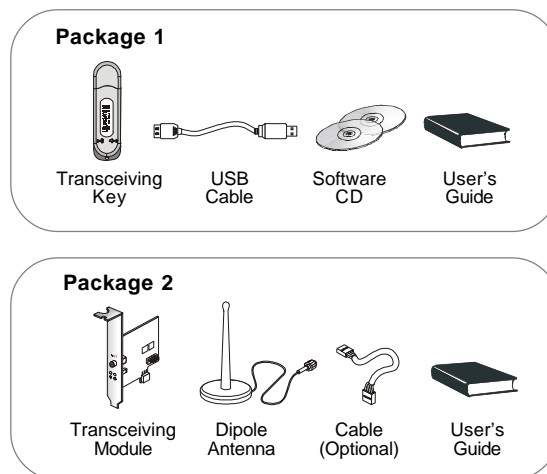 Package 1
Transceiving Key
USB Cable
Software CD
User's Guide
Package 2
Transceiving Module
Dipole Antenna
Cable (Optional)
User's Guide